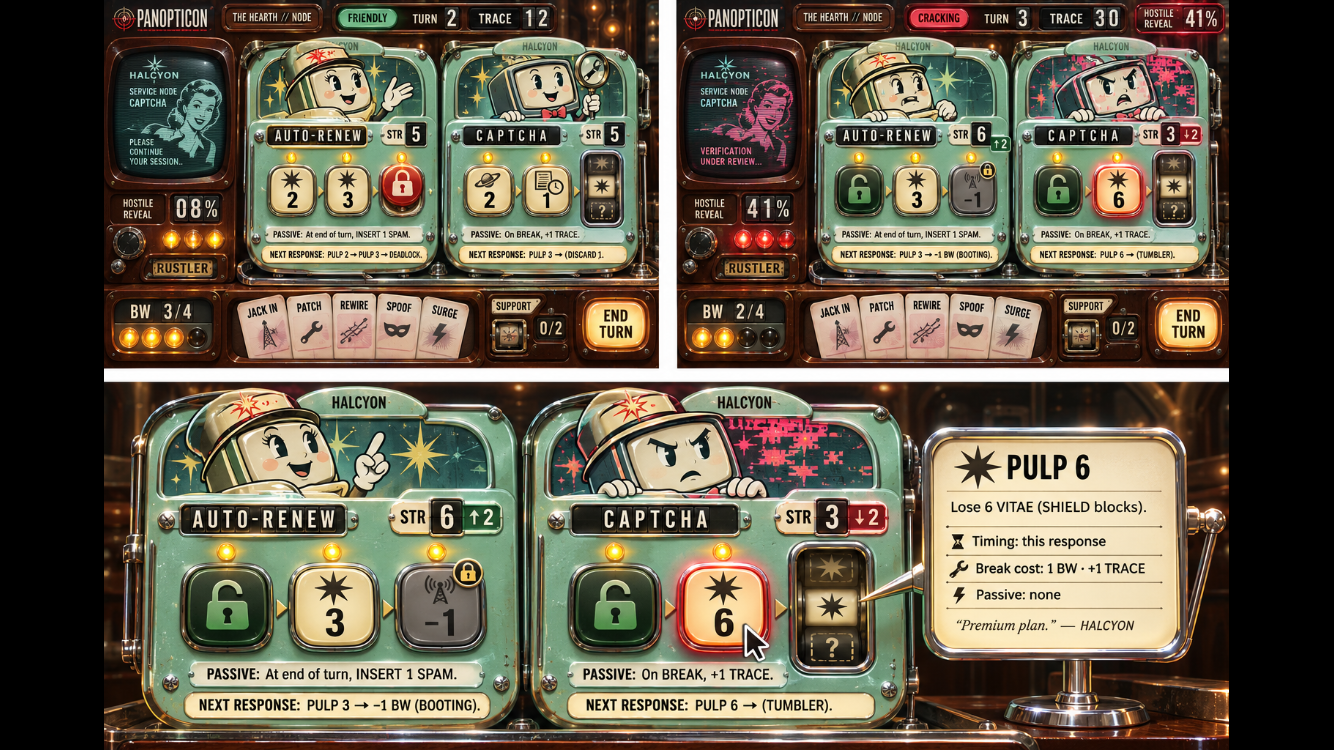 PANOPTICON
THE HEARTH // NODE
FRIENDLY
TURN 2
TRACE 12
HALCYON
SERVICE NODE
CAPTCHA
PLEASE
CONTINUE
YOUR SESSION..
HOSTILE
REVEAL
08%
RUSTLER
HALCYON
AUTO-RENEW
STR 5
2
3
PASSIVE: At end of turn, INSERT 1 SPAM.
NEXT RESPONSE: PULP 2 → PULP 3 → DEADLOCK.
HALCYON
CAPTCHA
STR 5
2
1
?
PASSIVE: On BREAK, +1 TRACE.
NEXT RESPONSE: PULP 3 → (DISCARD 1.
BW 3/4
JACK IN
PATCH
REWIRE
SPOOF
SURGE
SUPPORT
0/2
END
TURN
PANOPTICON
THE HEARTH // NODE
CRACKING
TURN 3
TRACE 30
HOSTILE
REVEAL
41%
HALCYON
SERVICE NODE
CAPTCHA
VERIFICATION
UNDER REVIEW...
HOSTILE
REVEAL
41%
RUSTLER
HALCYON
AUTO-RENEW
STR 6
↑2
3
-1
PASSIVE: At end of turn, INSERT 1 SPAM.
NEXT RESPONSE: PULP 3 → -1 BW (BOOTING).
HALCYON
CAPTCHA
STR 3 ↓2
6
?
PASSIVE: On BREAK, +1 TRACE.
NEXT RESPONSE: PULP 6 → (TUMBLER).
BW 2/4
JACK IN
PATCH
REWIRE
SPOOF
SURGE
SUPPORT
0/2
END
TURN
HALCYON
AUTO-RENEW
STR 6 ↑2
3
-1
PASSIVE: At end of turn, INSERT 1 SPAM.
NEXT RESPONSE: PULP 3 → -1 BW (BOOTING).
HALCYON
CAPTCHA
STR 3 ↓2
6
?
PASSIVE: On BREAK, +1 TRACE.
NEXT RESPONSE: PULP 6 → (TUMBLER).
PULP 6
Lose 6 VITAE (SHIELD blocks).
Timing: this response
Break cost: 1 BW · +1 TRACE
Passive: none
"Premium plan." — HALCYON